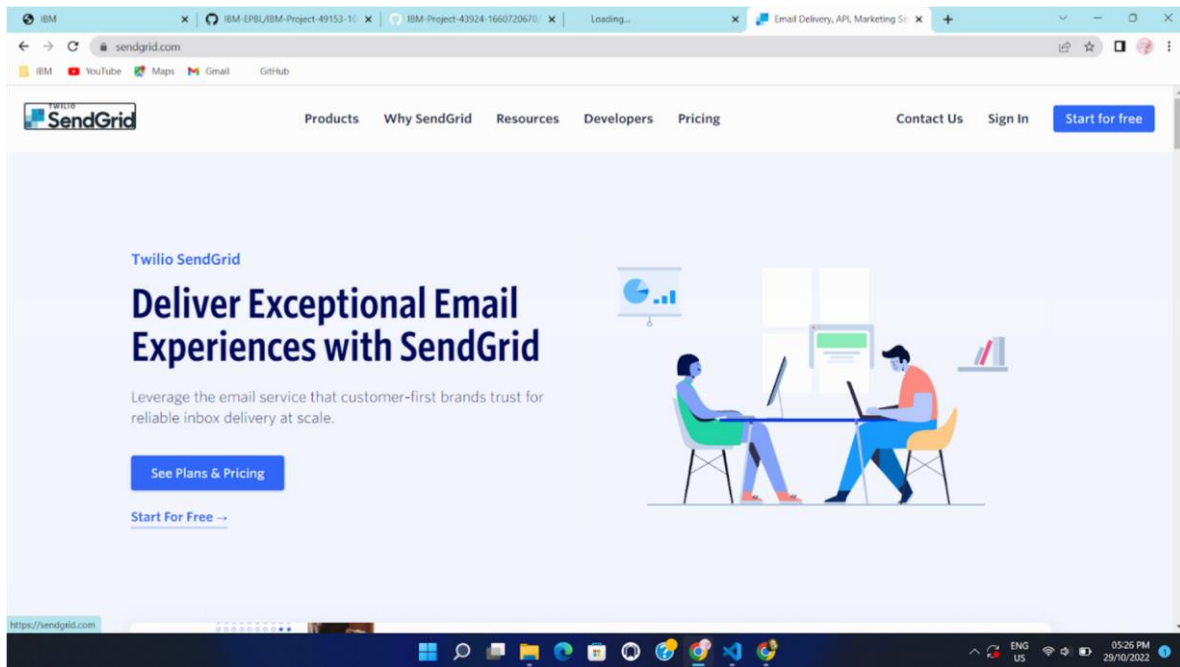 IBM
IBM-EPBL/IBM-Project-49153-16
IBM-Project-43924-1660720670/
Loading...
Email Delivery, API, Marketing Se
sendgrid.com
IBM
YouTube
Maps
Gmail
GitHub
TWILIO
SendGrid
Products
Why SendGrid
Resources
Developers
Pricing
Contact Us
Sign In
Start for free
Twilio SendGrid
Deliver Exceptional Email
Experiences with SendGrid
Leverage the email service that customer-first brands trust for
reliable inbox delivery at scale.
See Plans & Pricing
Start For Free →
https://sendgrid.com
ENG
US
05:26 PM
29/10/2022
1